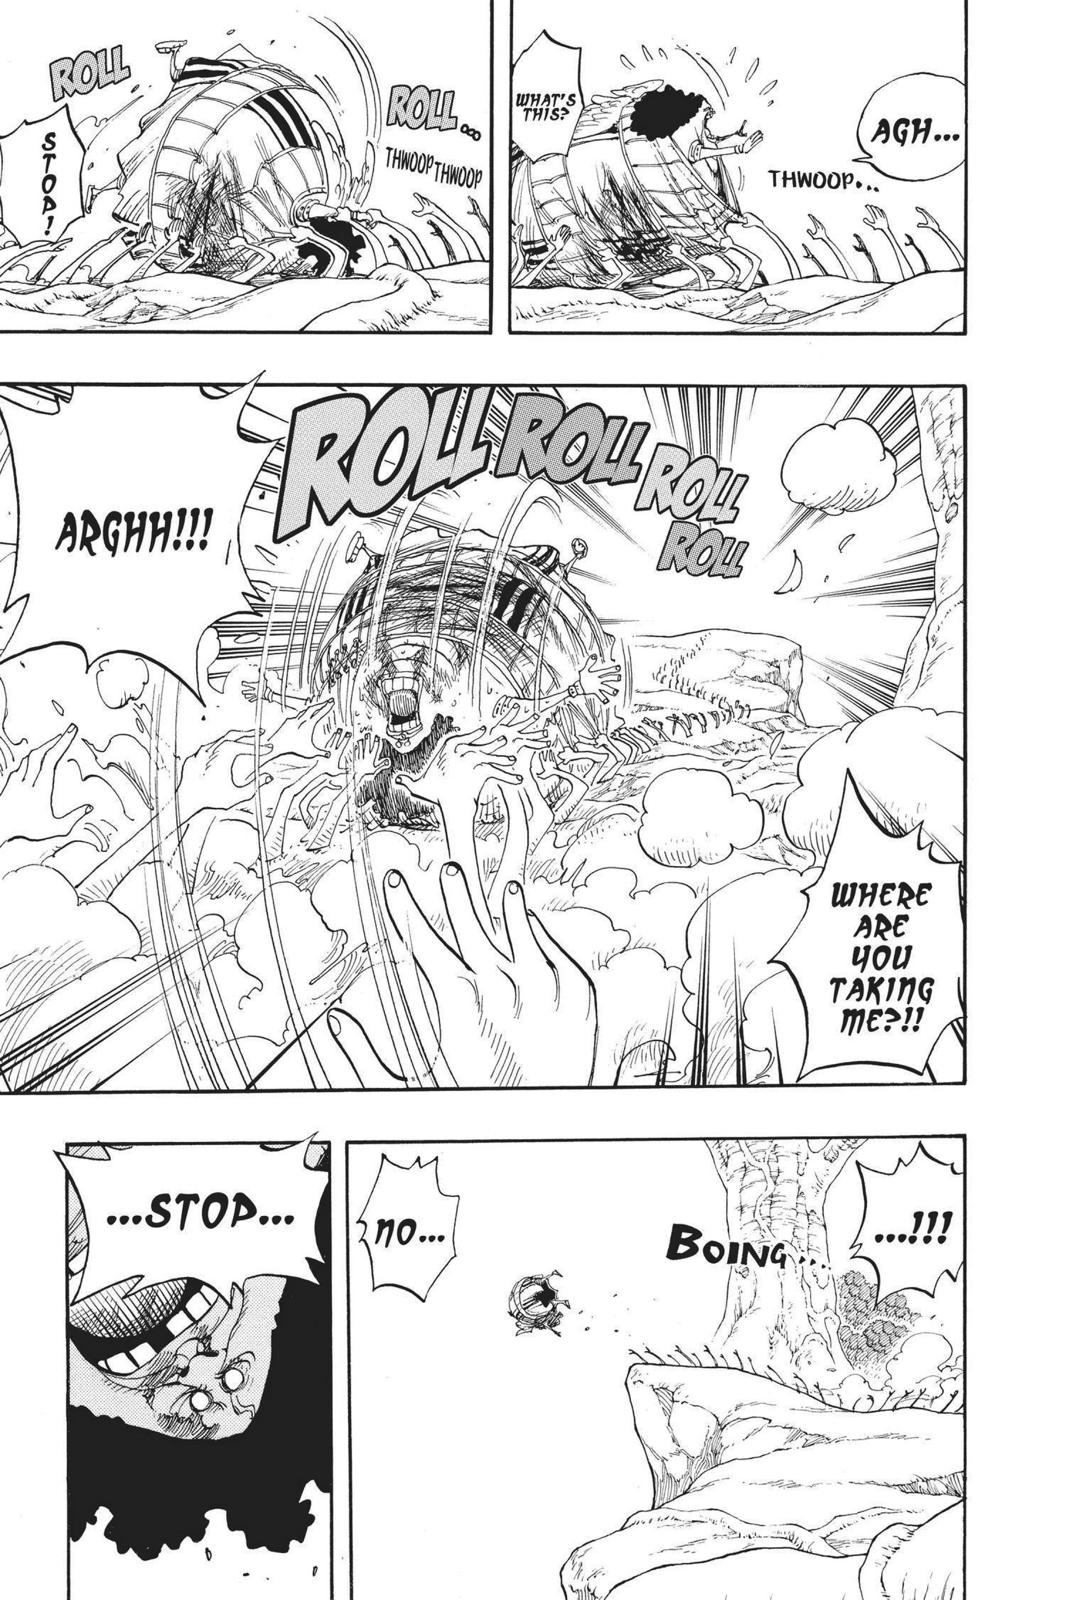 AGH...
WHAT'S
THIS?
THWOOP...
ROLL
ROLL...
THWOOP THWOOP
STOP!
ROLL ROLL ROLL
ROLL
ARGHH!!!
WHERE
ARE
YOU
TAKING
ME?!!
...!!!
BOING...
NO...
...STOP...